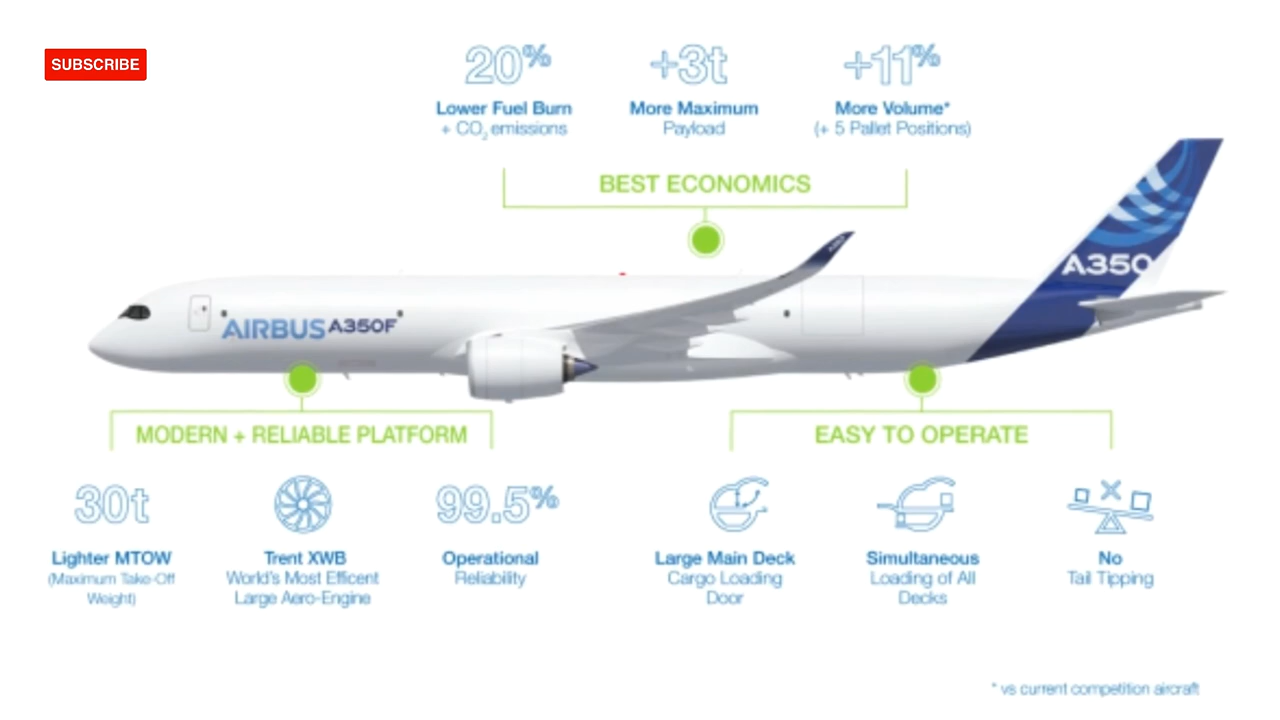 SUBSCRIBE
20% +3t +11%
Lower Fuel Burn More Maximum More Volume*
+ CO2 emissions Payload (+ 5 Pallet Positions)
BEST ECONOMICS
A350
AIRBUS A350F
MODERN + RELIABLE PLATFORM
EASY TO OPERATE
30t
Lighter MTOW
(Maximum Take-Off
Weight)
Trent XWB
World's Most Efficent
Large Aero-Engine
99.5%
Operational
Reliability
Large Main Deck
Cargo Loading
Door
Simultaneous
Loading of All
Decks
No
Tail Tipping
* vs current competition aircraft